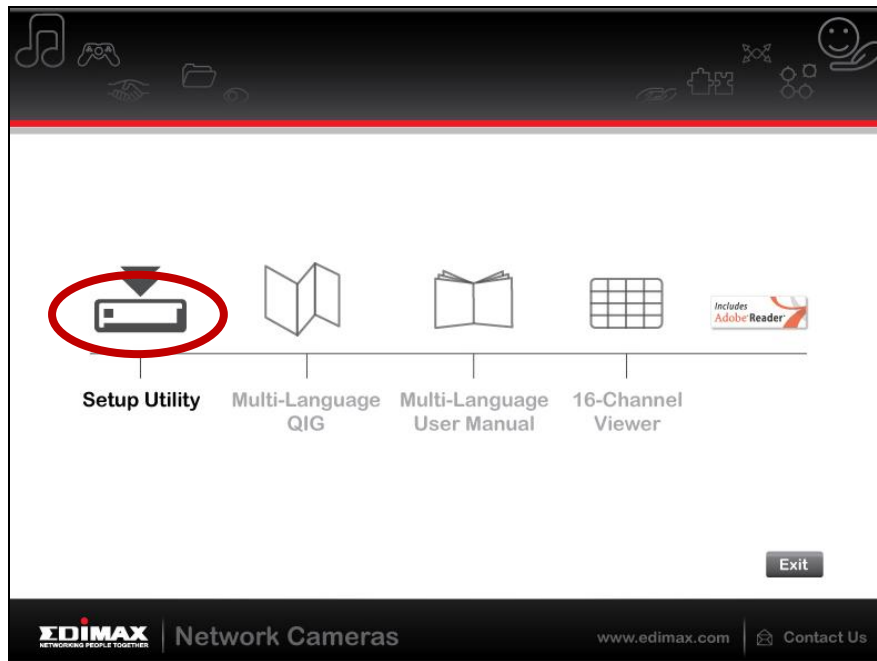 Includes
Adobe Reader
Setup Utility
Multi-Language
QIG
Multi-Language
User Manual
16-Channel
Viewer
Exit
EDIMAX
NETWORKING PEOPLE TOGETHER
Network Cameras
www.edimax.com
Contact Us